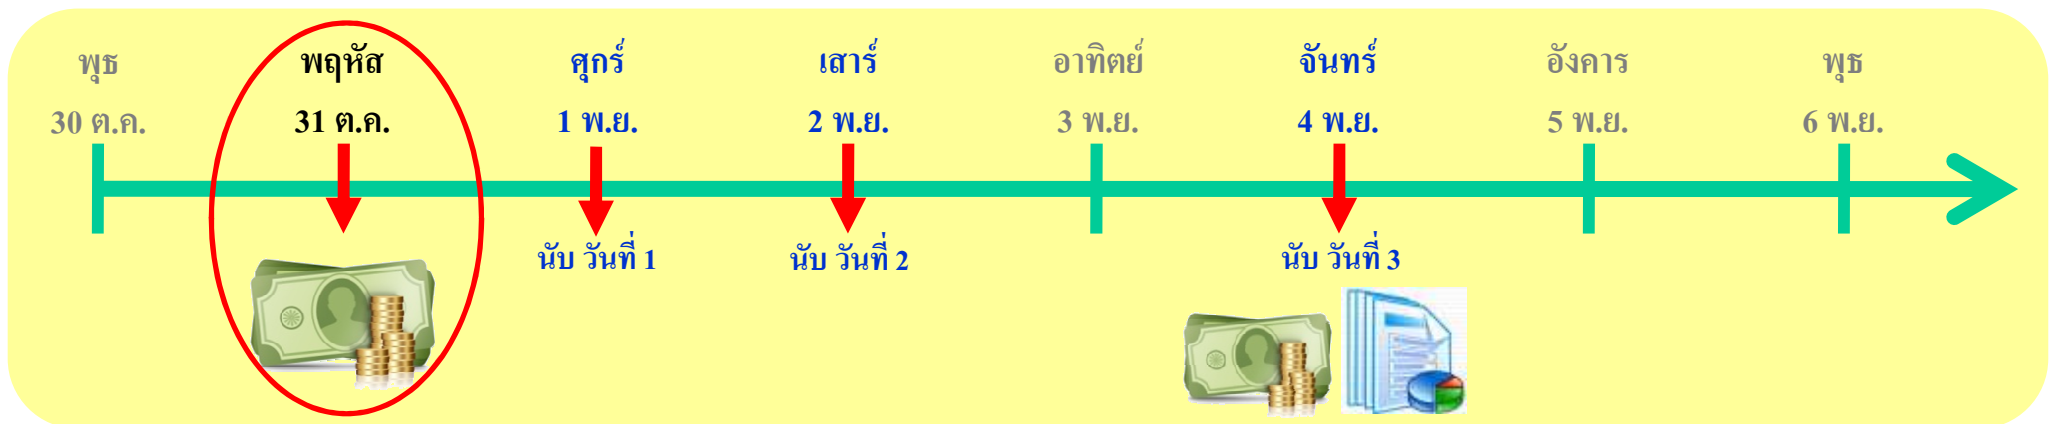 พุธ พฤหัส ศุกร์ เสาร์ อาทิตย์ จันทร์ อังคาร พุธ
30 ต.ค. 31 ต.ค. 1 พ.ย. 2 พ.ย. 3 พ.ย. 4 พ.ย. 5 พ.ย. 6 พ.ย.
นับ วันที่ 1 นับ วันที่ 2 นับ วันที่ 3